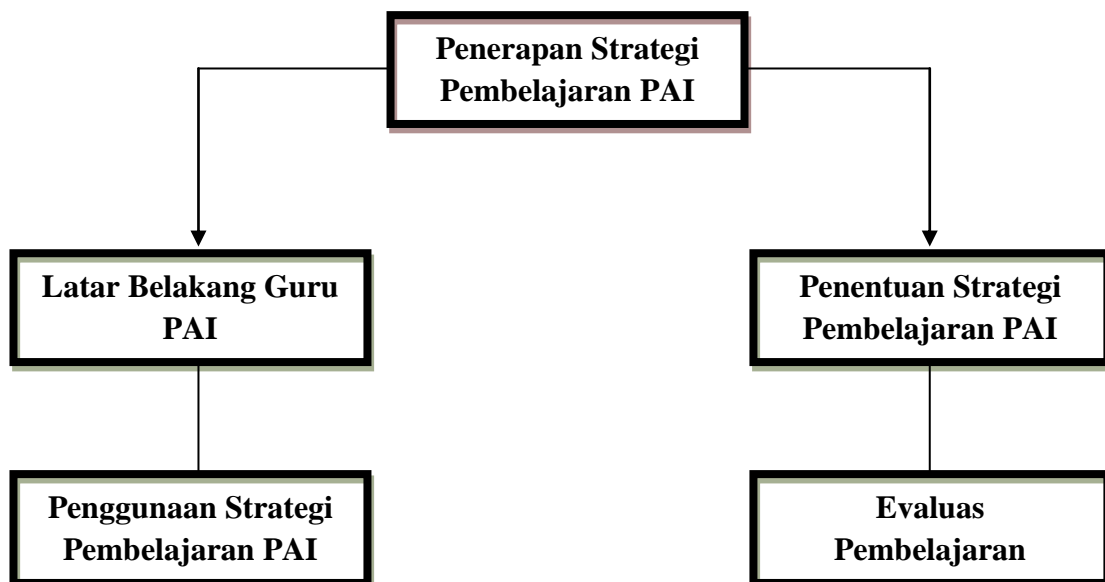 Penerapan Strategi
Pembelajaran PAI
Latar Belakang Guru
PAI
Penentuan Strategi
Pembelajaran PAI
Penggunaan Strategi
Pembelajaran PAI
Evaluas
Pembelajaran